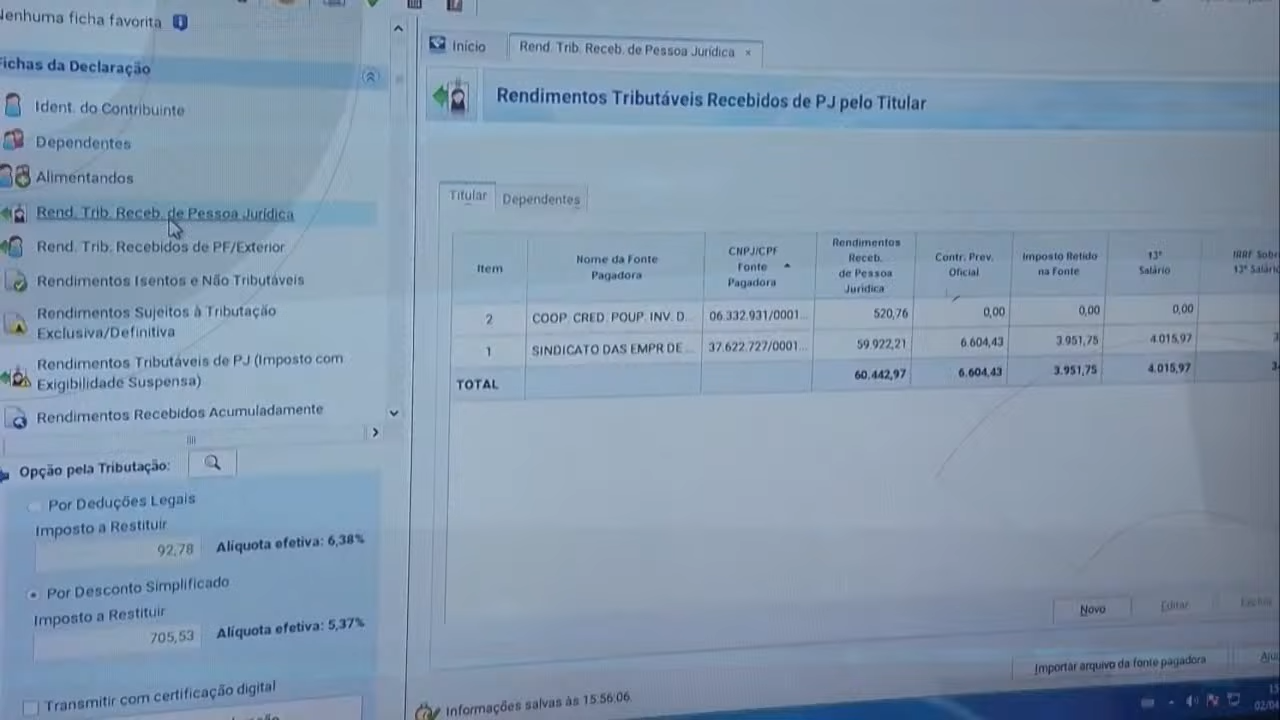 Nenhuma ficha favorita
Fichas da Declaração
Ident. do Contribuinte
Dependentes
Alimentandos
Rend. Trib. Receb. de Pessoa Jurídica
Rend. Trib. Recebidos de PF/Exterior
Rendimentos Isentos e Não Tributáveis
Rendimentos Sujeitos à Tributação
Exclusiva/Definitiva
Rendimentos Tributáveis de PJ (Imposto com
Exigibilidade Suspensa)
Rendimentos Recebidos Acumuladamente
Opção pela Tributação:
Por Deduções Legais
Imposto a Restituir
92,78 Alíquota efetiva: 6,38%
Por Desconto Simplificado
Imposto a Restituir
705,53 Alíquota efetiva: 5,37%
Transmitir com certificação digital
Início Rend. Trib. Receb. de Pessoa Jurídica ×
Rendimentos Tributáveis Recebidos de PJ pelo Titular
Titular Dependentes
Item
Nome da Fonte
Pagadora
CNPJ/CPF
Fonte
Pagadora
Rendimentos
Receb.
de Pessoa
Jurídica
Contr. Prev.
Oficial
Imposto Retido
na Fonte
13º
Salário
IRRF
13º
2 COOP. CRED. POUP. INV. D... 06.332.931/0001... 520,76 0,00 0,00 0,00
1 SINDICATO DAS EMPR DE ... 37.622.727/0001... 59.922,21 6.604,43 3.951,75 4.015,97
TOTAL 60.442,97 6.604,43 3.951,75 4.015,97
Novo Editar
Importar arquivo da fonte pagadora
Informações salvas às 15:56:06.